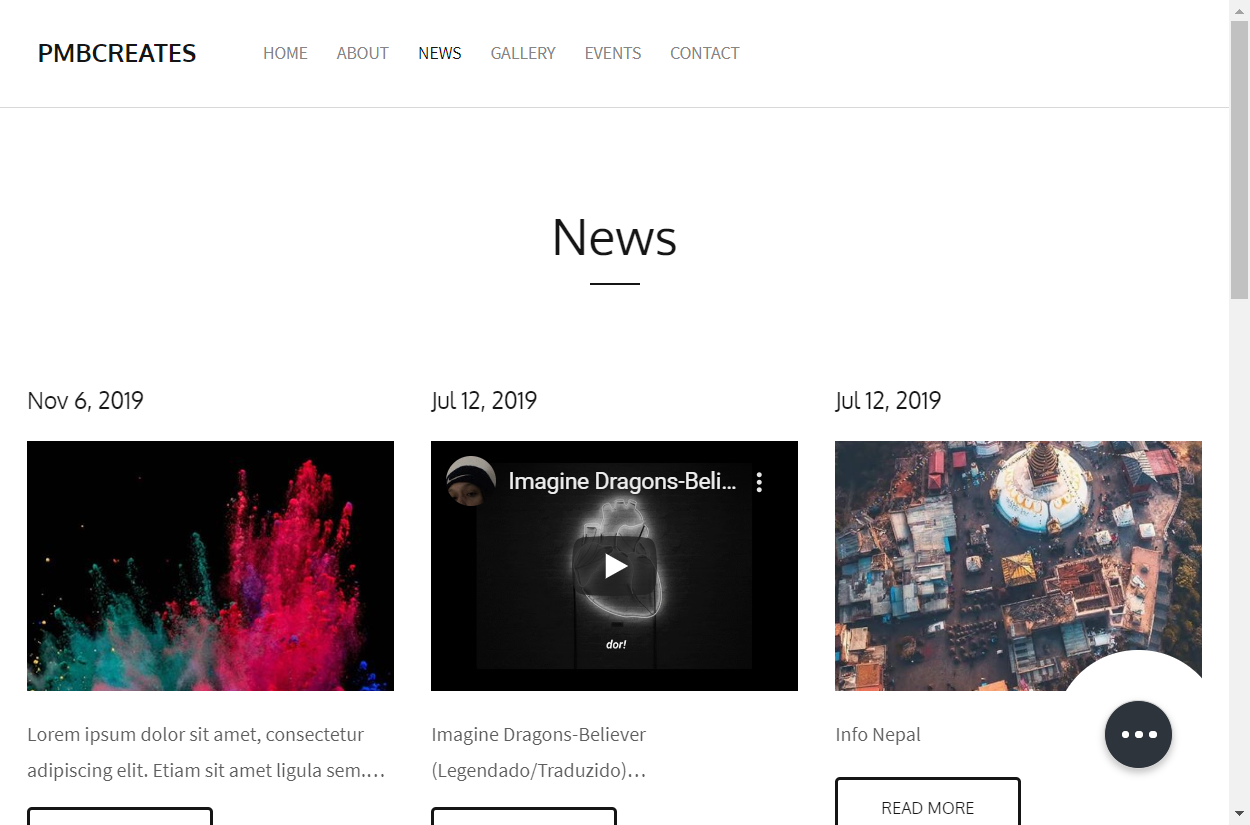 PMBCREATES
HOME ABOUT NEWS GALLERY EVENTS CONTACT
News
Nov 6, 2019
Jul 12, 2019
Jul 12, 2019
Imagine Dragons-Beli...
dor!
Lorem ipsum dolor sit amet, consectetur
adipiscing elit. Etiam sit amet ligula sem....
Imagine Dragons-Believer
(Legendado/Traduzido)...
Info Nepal
READ MORE